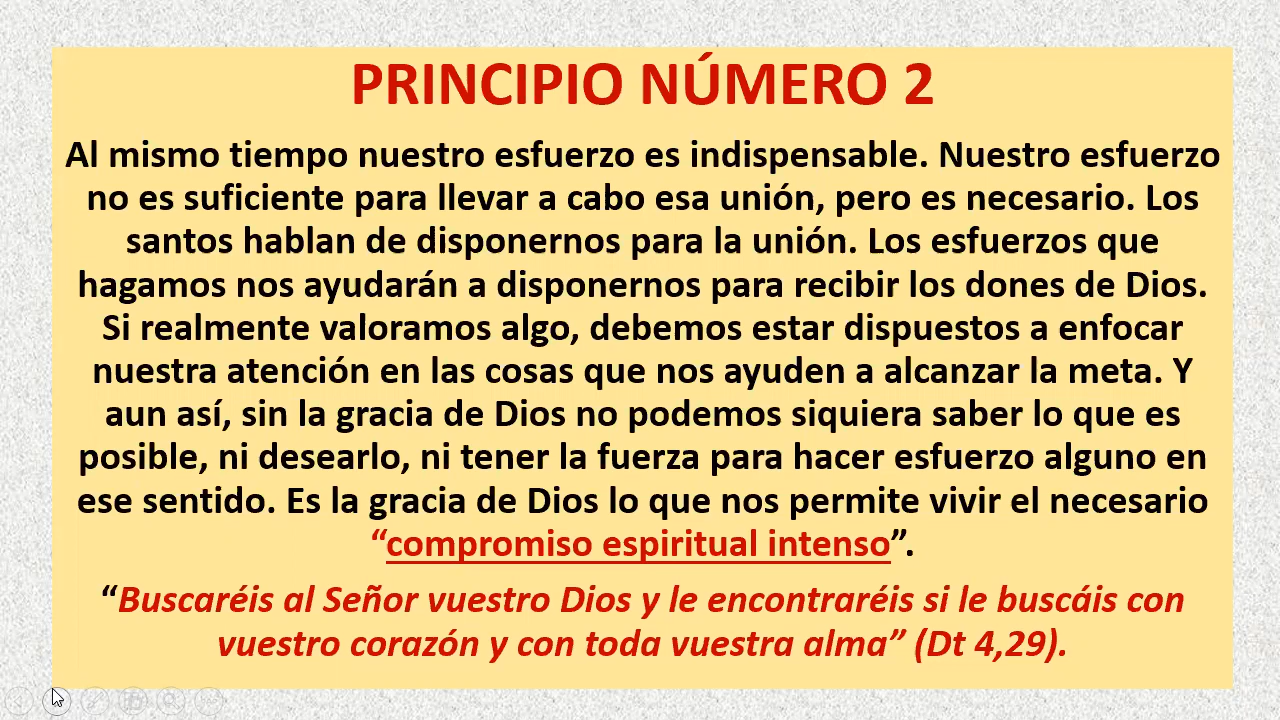 PRINCIPIO NÚMERO 2
Al mismo tiempo nuestro esfuerzo es indispensable. Nuestro esfuerzo
no es suficiente para llevar a cabo esa unión, pero es necesario. Los
santos hablan de disponernos para la unión. Los esfuerzos que
hagamos nos ayudarán a disponernos para recibir los dones de Dios.
Si realmente valoramos algo, debemos estar dispuestos a enfocar
nuestra atención en las cosas que nos ayuden a alcanzar la meta. Y
aun así, sin la gracia de Dios no podemos siquiera saber lo que es
posible, ni desearlo, ni tener la fuerza para hacer esfuerzo alguno en
ese sentido. Es la gracia de Dios lo que nos permite vivir el necesario
“compromiso espiritual intenso”.
“Buscaréis al Señor vuestro Dios y le encontraréis si le buscáis con
vuestro corazón y con toda vuestra alma” (Dt 4,29).